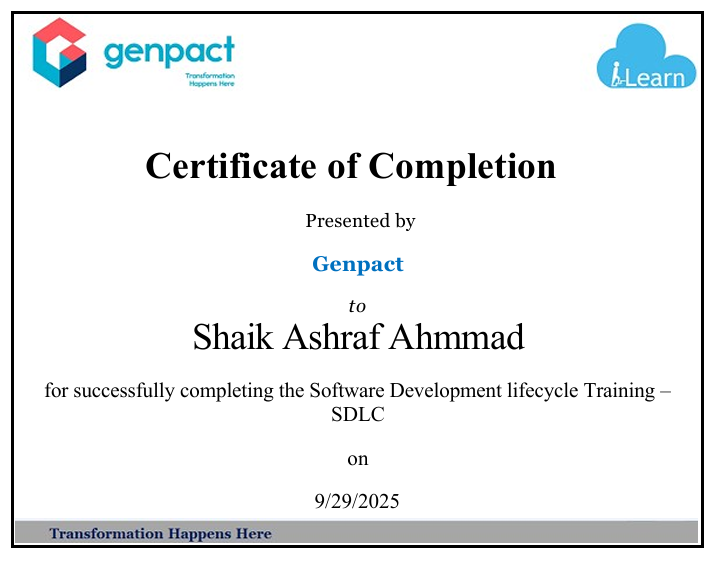 genpact
Transformation
Happens Here
i-Learn
Certificate of Completion
Presented by
Genpact
to
Shaik Ashraf Ahmmad
for successfully completing the Software Development lifecycle Training –
SDLC
on
9/29/2025
Transformation Happens Here